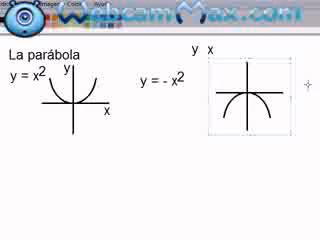 WebcamMax.com
y x
La parábola
y
y = x2
y = - x2
x